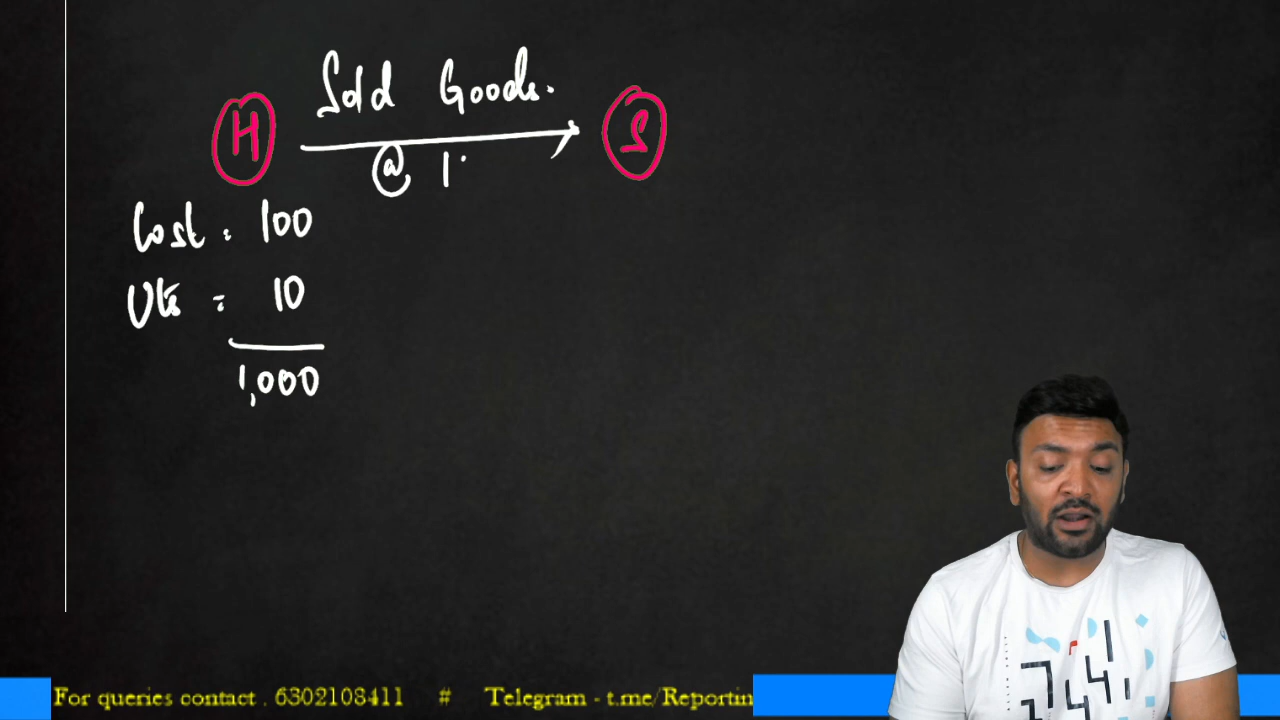 Sold Goods.
H S
@ 1
Cost = 100
Uts = 10
1,000
For queries contact . 6302108411 # Telegram - t.me/Reportin